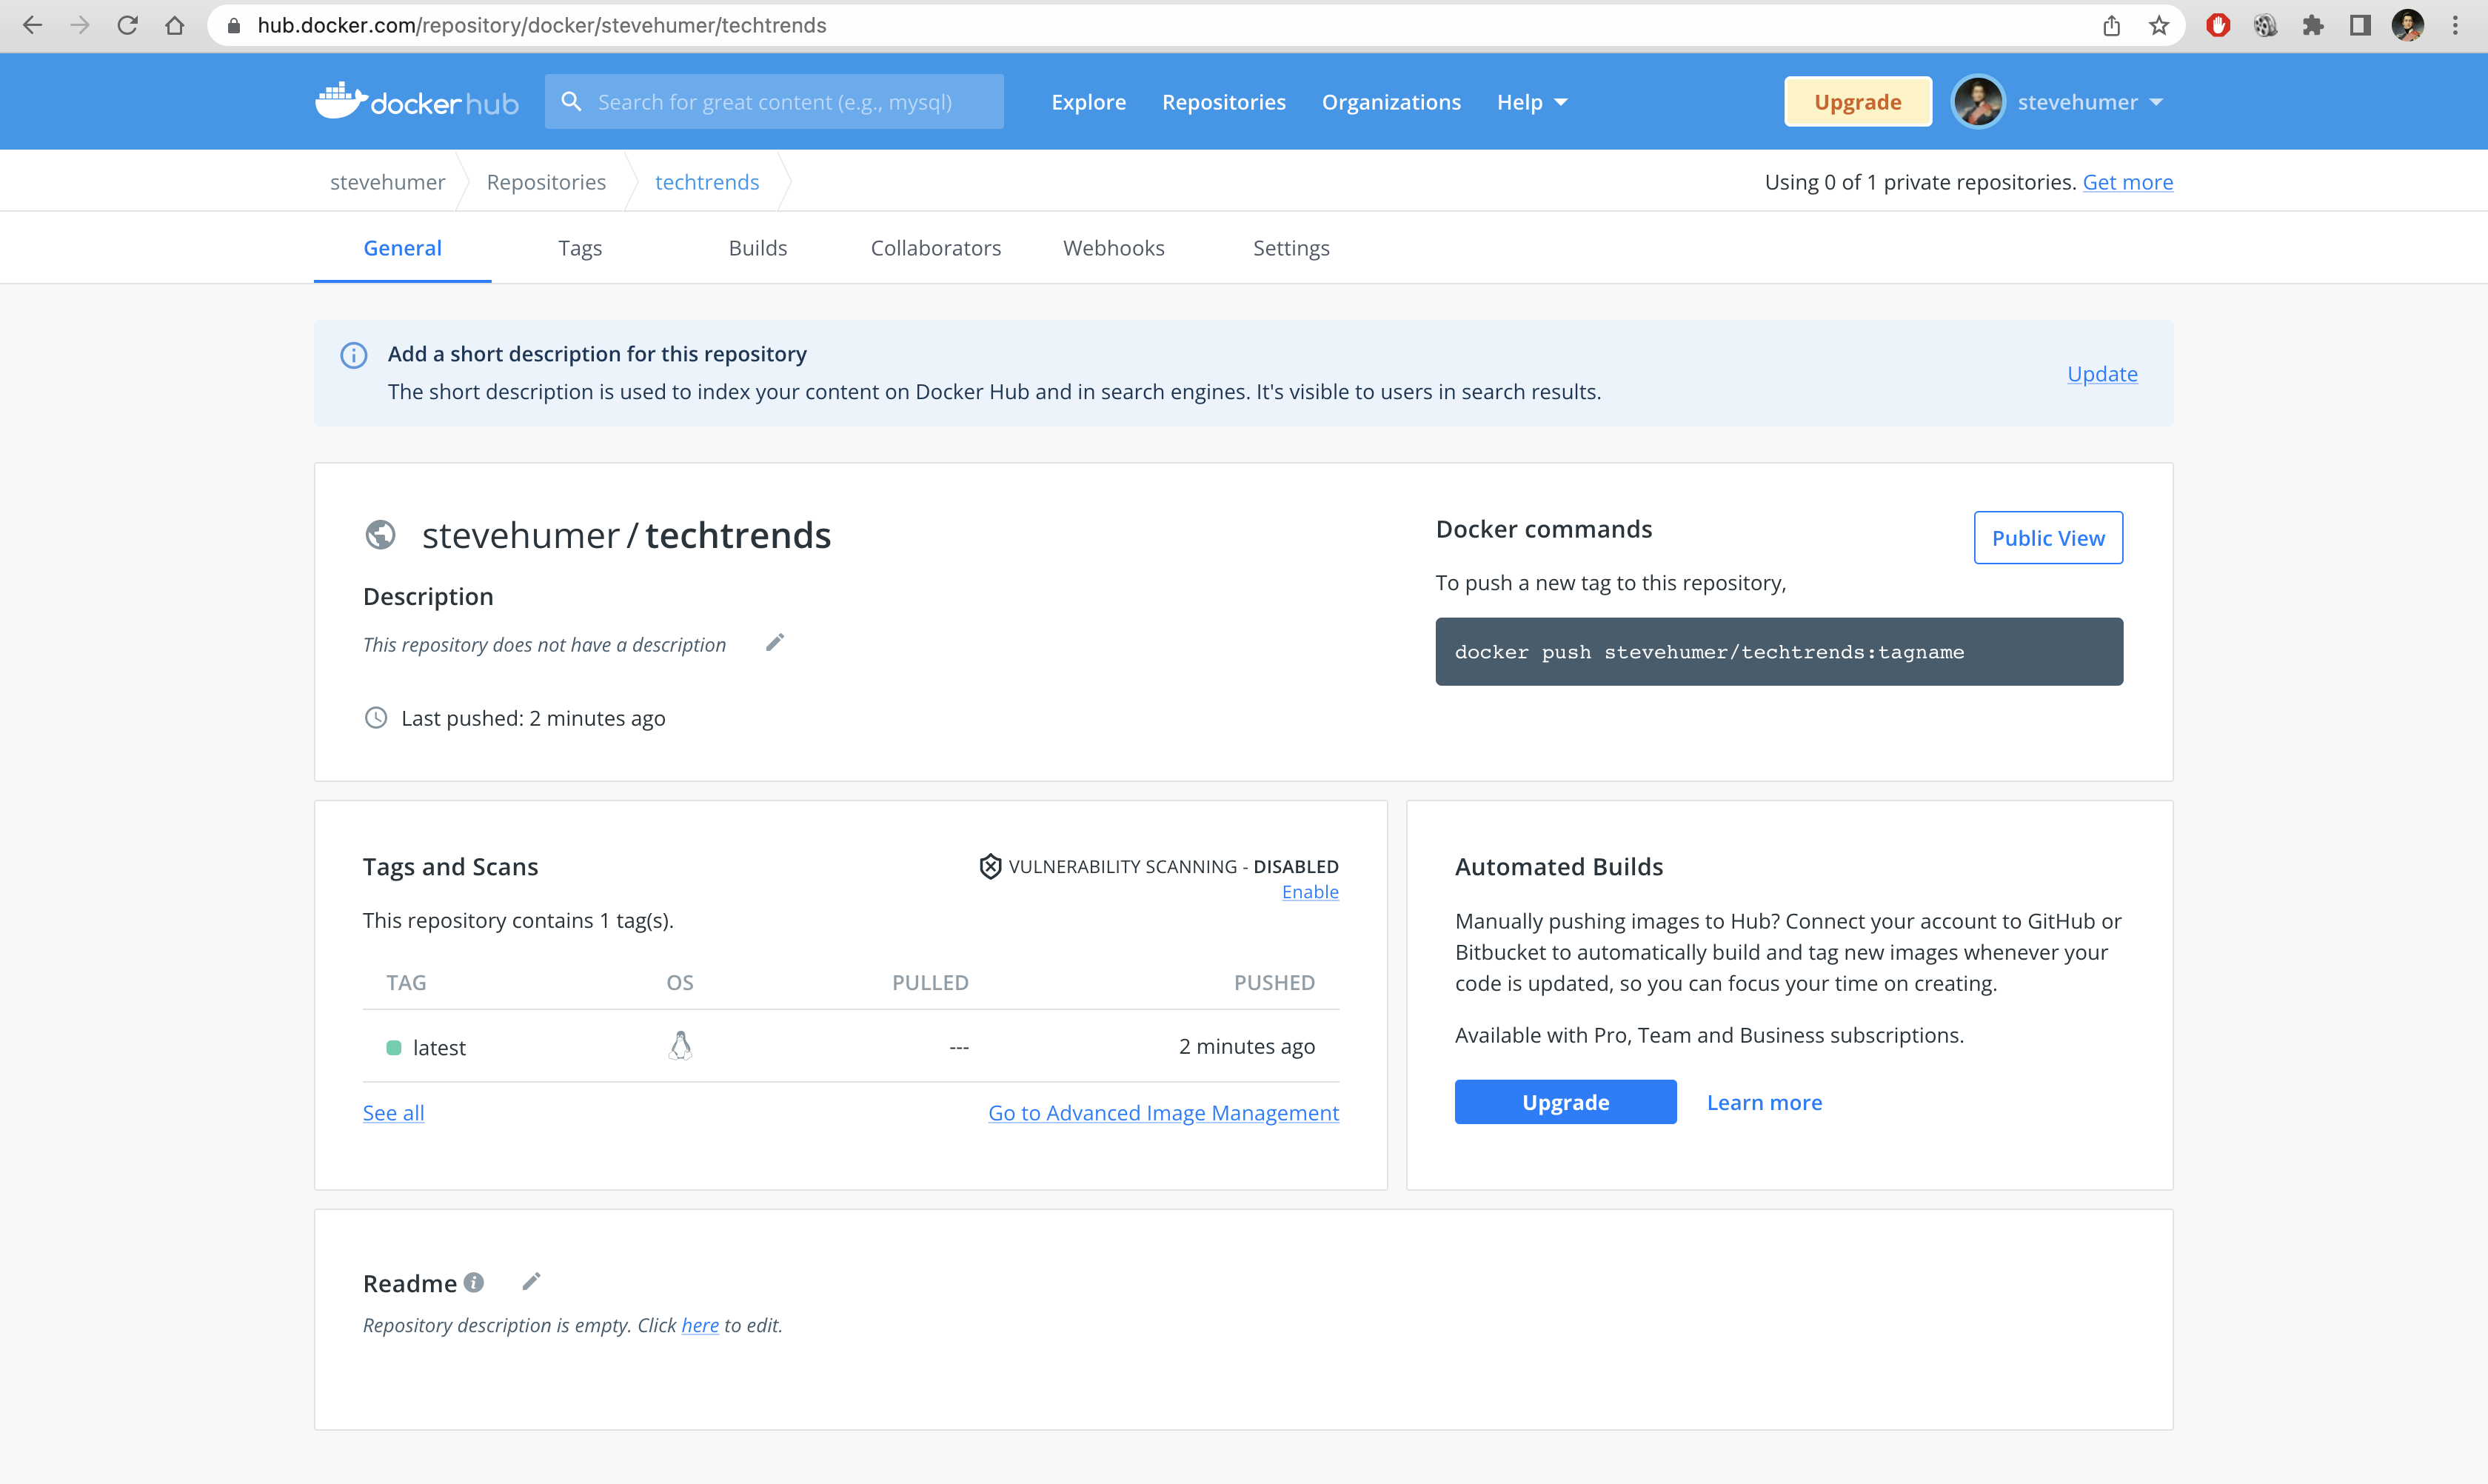 hub.docker.com/repository/docker/stevehumer/techtrends
dockerhub
Search for great content (e.g., mysql)
Explore
Repositories
Organizations
Help
Upgrade
stevehumer
stevehumer
Repositories
techtrends
Using 0 of 1 private repositories. Get more
General
Tags
Builds
Collaborators
Webhooks
Settings
Add a short description for this repository
The short description is used to index your content on Docker Hub and in search engines. It's visible to users in search results.
Update
stevehumer / techtrends
Description
This repository does not have a description
Last pushed: 2 minutes ago
Docker commands
Public View
To push a new tag to this repository,
docker push stevehumer/techtrends:tagname
Tags and Scans
VULNERABILITY SCANNING - DISABLED
Enable
This repository contains 1 tag(s).
TAG OS PULLED PUSHED
latest --- 2 minutes ago
See all
Go to Advanced Image Management
Automated Builds
Manually pushing images to Hub? Connect your account to GitHub or
Bitbucket to automatically build and tag new images whenever your
code is updated, so you can focus your time on creating.
Available with Pro, Team and Business subscriptions.
Upgrade
Learn more
Readme
Repository description is empty. Click here to edit.